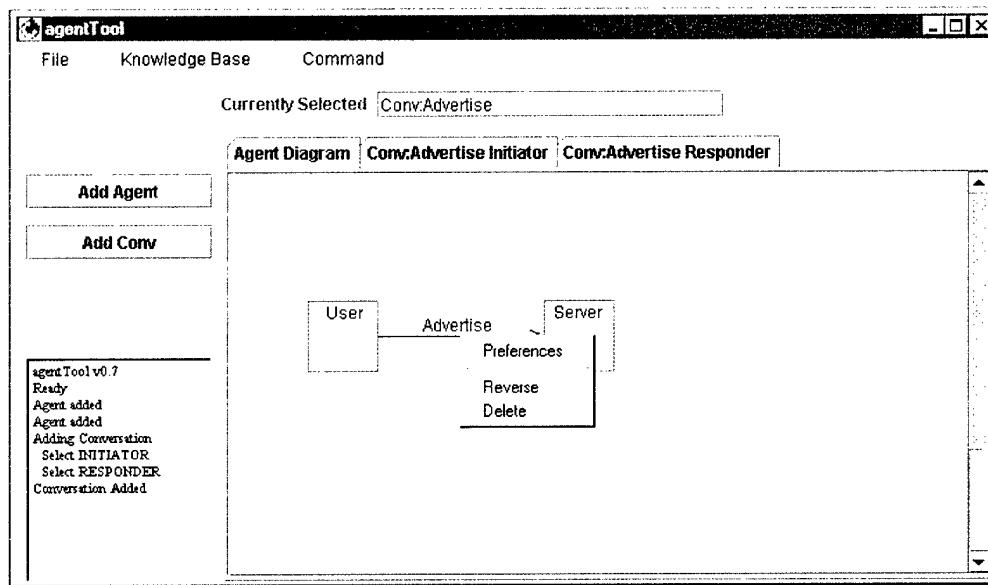 agentTool
File Knowledge Base Command
Currently Selected Conv:Advertise
Agent Diagram Conv:Advertise Initiator Conv:Advertise Responder
Add Agent
Add Conv
User Advertise Server
Preferences
Reverse
Delete
agentTool v0.7
Ready
Agent added
Agent added
Adding Conversation
Select INITIATOR
Select RESPONDER
Conversation Added